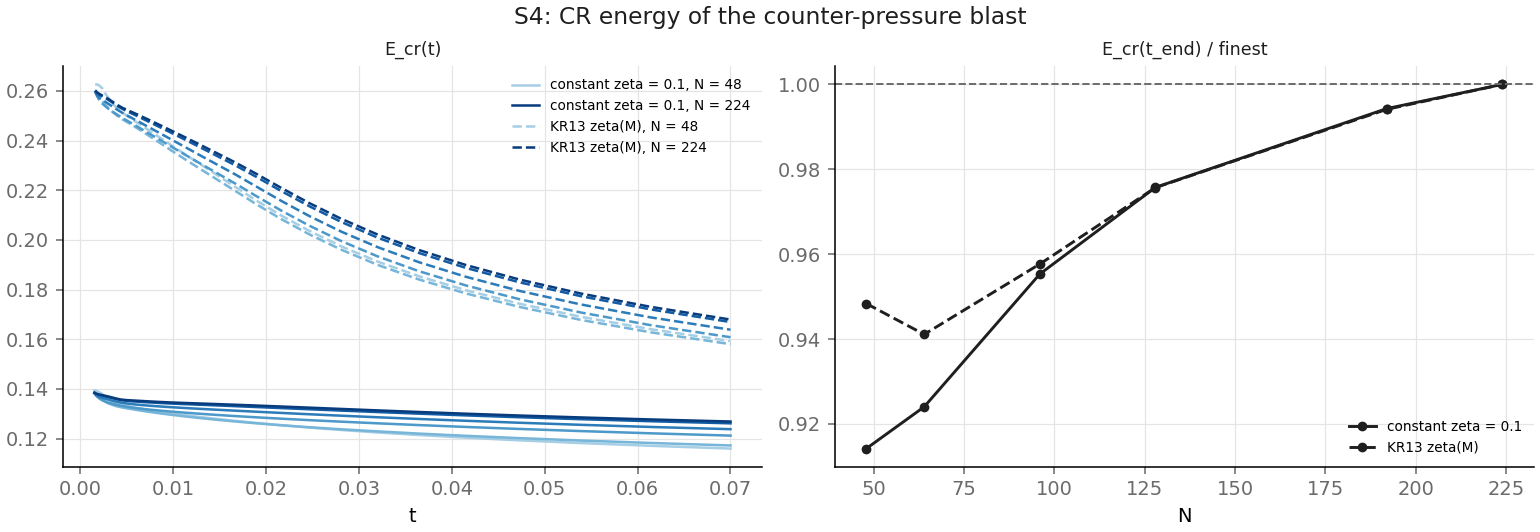 S4: CR energy of the counter-pressure blast
E_cr(t)
0.26
0.24
0.22
0.20
0.18
0.16
0.14
0.12
0.00 0.01 0.02 0.03 0.04 0.05 0.06 0.07
t
constant zeta = 0.1, N = 48
constant zeta = 0.1, N = 224
KR13 zeta(M), N = 48
KR13 zeta(M), N = 224
E_cr(t_end) / finest
1.00
0.98
0.96
0.94
0.92
50 75 100 125 150 175 200 225
N
constant zeta = 0.1
KR13 zeta(M)